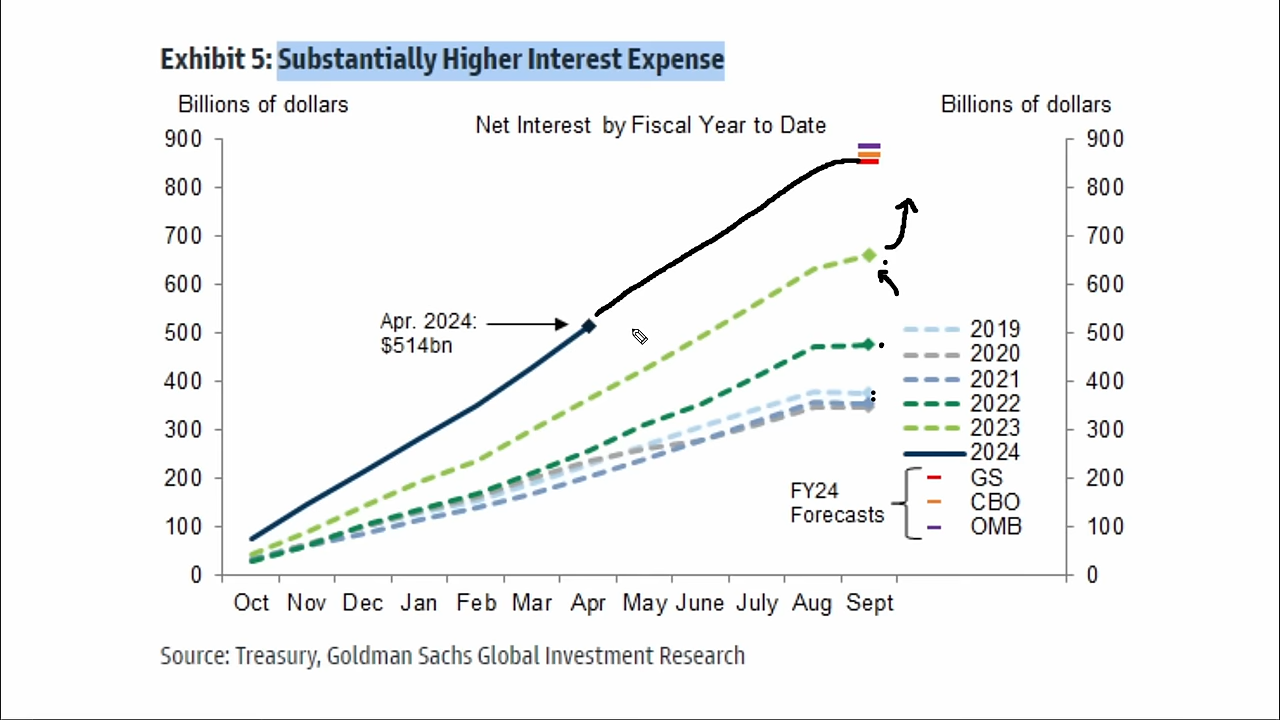 Exhibit 5: Substantially Higher Interest Expense
Billions of dollars
Billions of dollars
Net Interest by Fiscal Year to Date
900
800
700
600
500
400
300
200
100
0
900
800
700
600
500
400
300
200
100
0
Apr. 2024:
$514bn
2019
2020
2021
2022
2023
2024
FY24
Forecasts
GS
CBO
OMB
Oct Nov Dec Jan Feb Mar Apr May June July Aug Sept
Source: Treasury, Goldman Sachs Global Investment Research